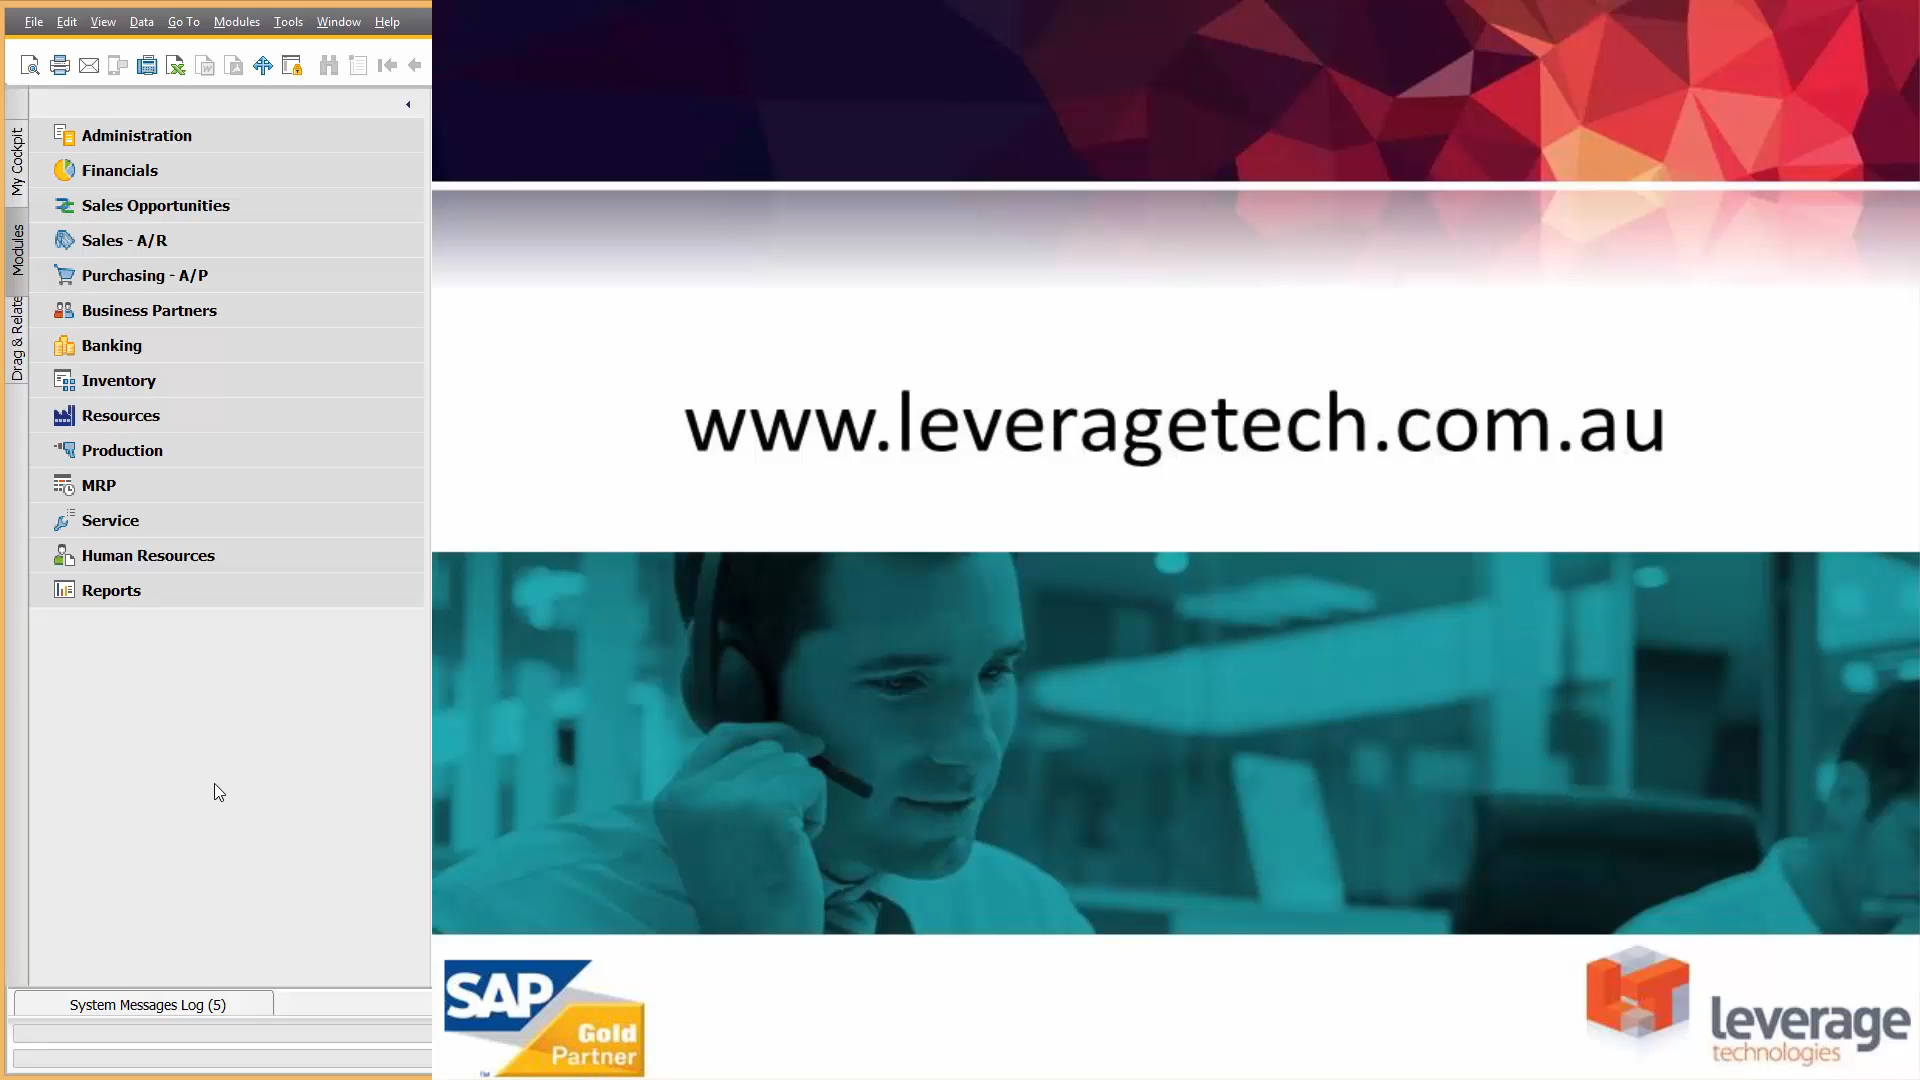 File Edit View Data Go To Modules Tools Window Help
My Cockpit
Modules
Drag & Relate
Administration
Financials
Sales Opportunities
Sales - A/R
Purchasing - A/P
Business Partners
Banking
Inventory
Resources
Production
MRP
Service
Human Resources
Reports
System Messages Log (5)
www.leveragetech.com.au
SAP
Gold
Partner
leverage
technologies